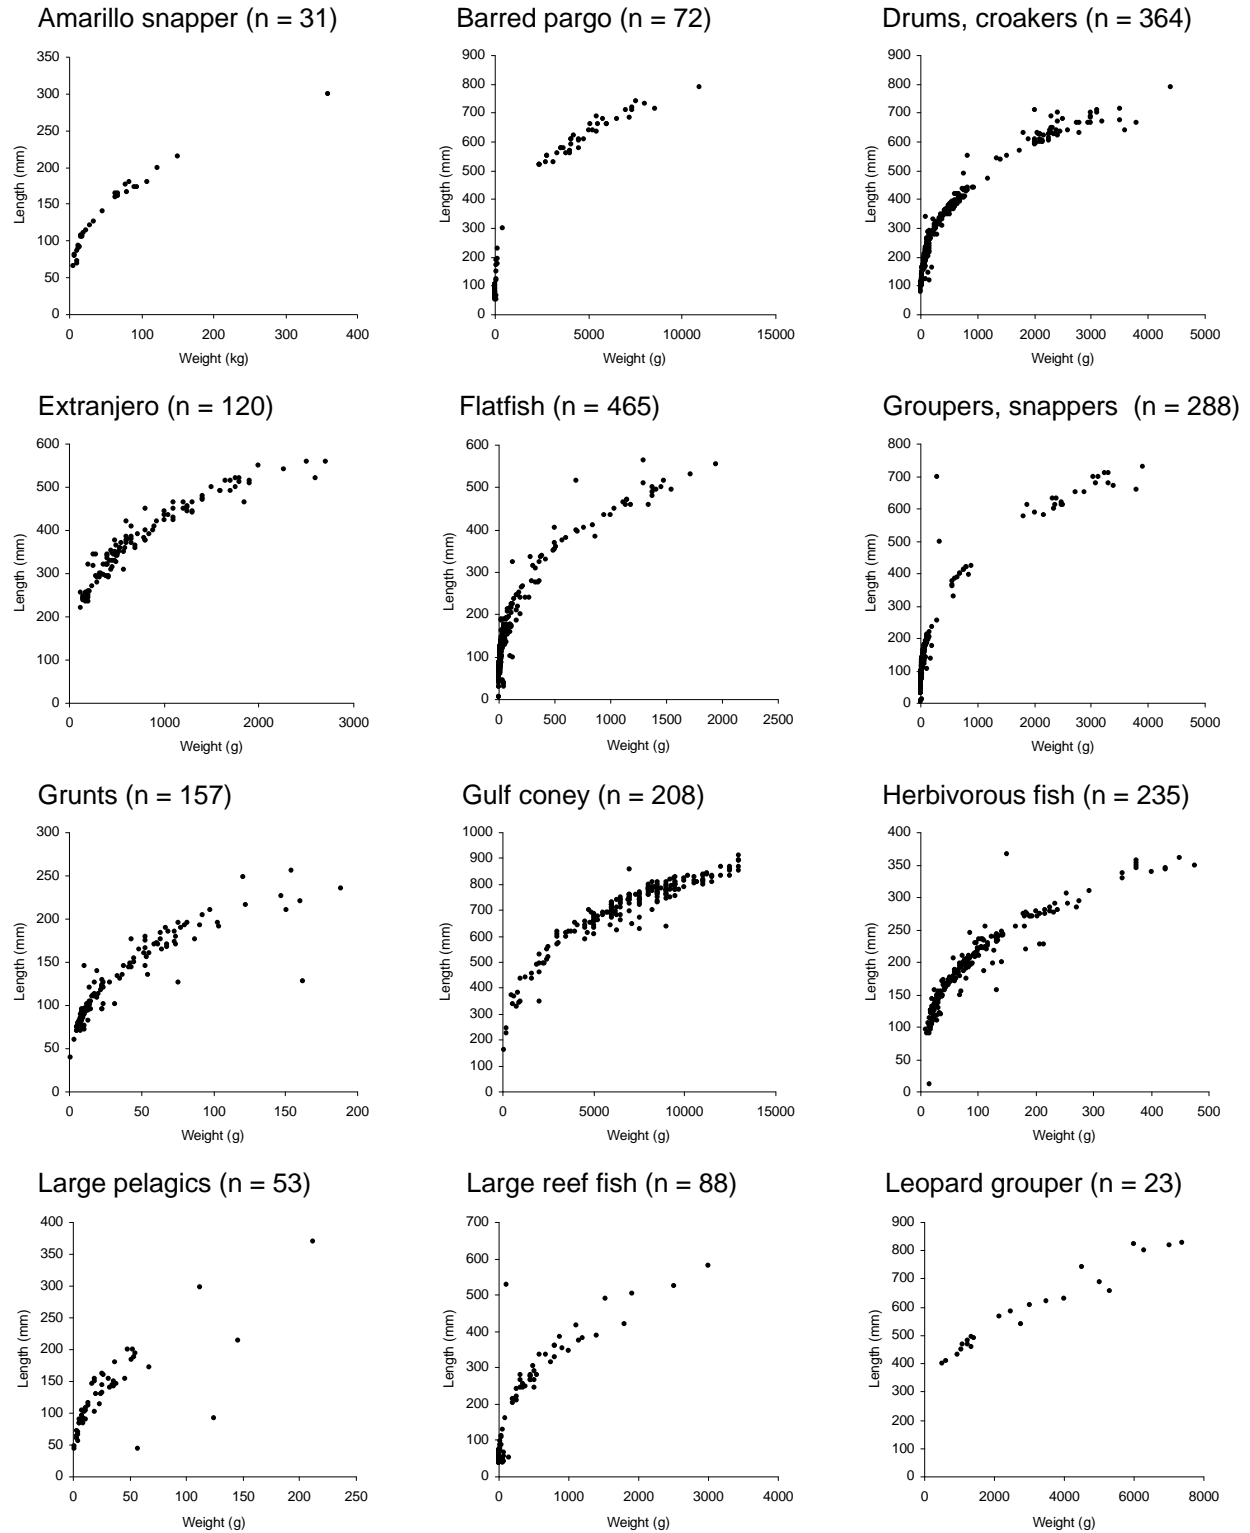 Amarillo snapper (n = 31)
350
300
250
200
150
100
50
0
Length (mm)
0 100 200 300 400
Weight (kg)
Barred pargo (n = 72)
900
800
700
600
500
400
300
200
100
0
Length (mm)
0 5000 10000 15000
Weight (g)
Drums, croakers (n = 364)
900
800
700
600
500
400
300
200
100
0
Length (mm)
0 1000 2000 3000 4000 5000
Weight (g)
Extranjero (n = 120)
600
500
400
300
200
100
0
Length (mm)
0 1000 2000 3000
Weight (g)
Flatfish (n = 465)
600
500
400
300
200
100
0
Length (mm)
0 500 1000 1500 2000 2500
Weight (g)
Groupers, snappers (n = 288)
800
700
600
500
400
300
200
100
0
Length (mm)
0 1000 2000 3000 4000 5000
Weight (g)
Grunts (n = 157)
300
250
200
150
100
50
0
Length (mm)
0 50 100 150 200
Weight (g)
Gulf coney (n = 208)
1000
900
800
700
600
500
400
300
200
100
0
Length (mm)
0 5000 10000 15000
Weight (g)
Herbivorous fish (n = 235)
400
350
300
250
200
150
100
50
0
Length (mm)
0 100 200 300 400 500
Weight (g)
Large pelagics (n = 53)
400
350
300
250
200
150
100
50
0
Length (mm)
0 50 100 150 200 250
Weight (g)
Large reef fish (n = 88)
700
600
500
400
300
200
100
0
Length (mm)
0 1000 2000 3000 4000
Weight (g)
Leopard grouper (n = 23)
900
800
700
600
500
400
300
200
100
0
Length (mm)
0 2000 4000 6000 8000
Weight (g)